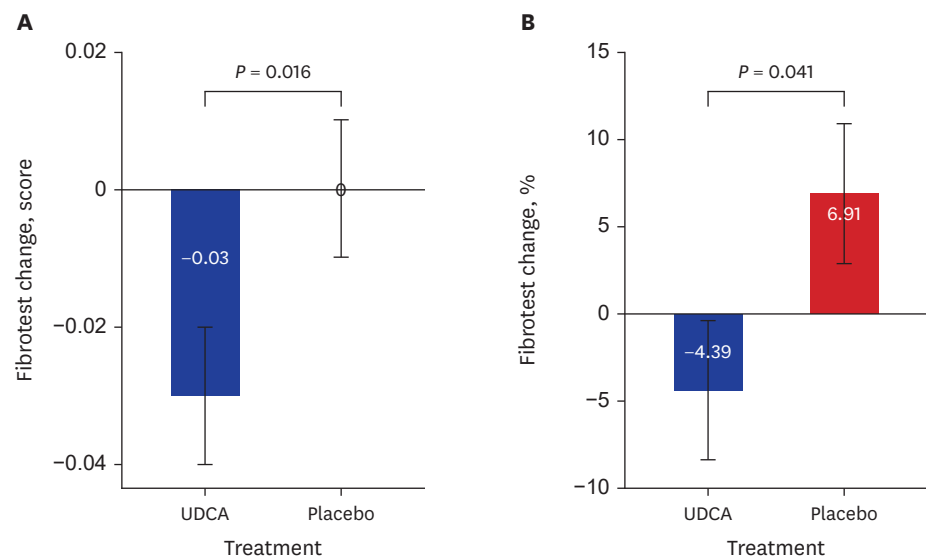 A
Fibrotest change, score
0.02
0
−0.02
−0.04
P = 0.016
−0.03
0
UDCA
Placebo
Treatment
B
Fibrotest change, %
15
10
5
0
−5
−10
P = 0.041
−4.39
6.91
UDCA
Placebo
Treatment